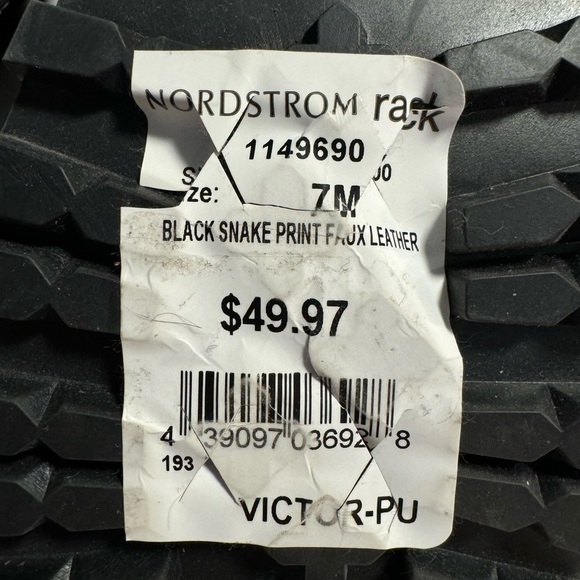 NORDSTROM rack
1149690
7M
BLACK SNAKE PRINT FAUX LEATHER
$49.97
4 39097 03692 8
193
VICTOR-PU